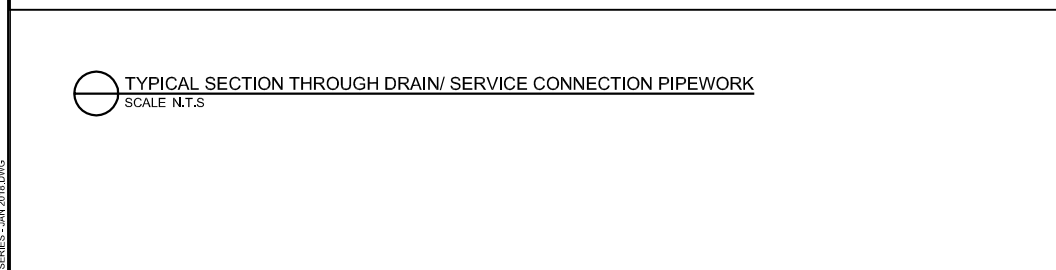 TYPICAL SECTION THROUGH DRAIN/ SERVICE CONNECTION PIPEWORK
SCALE N.T.S
SERIES - JAN 2018.DWG